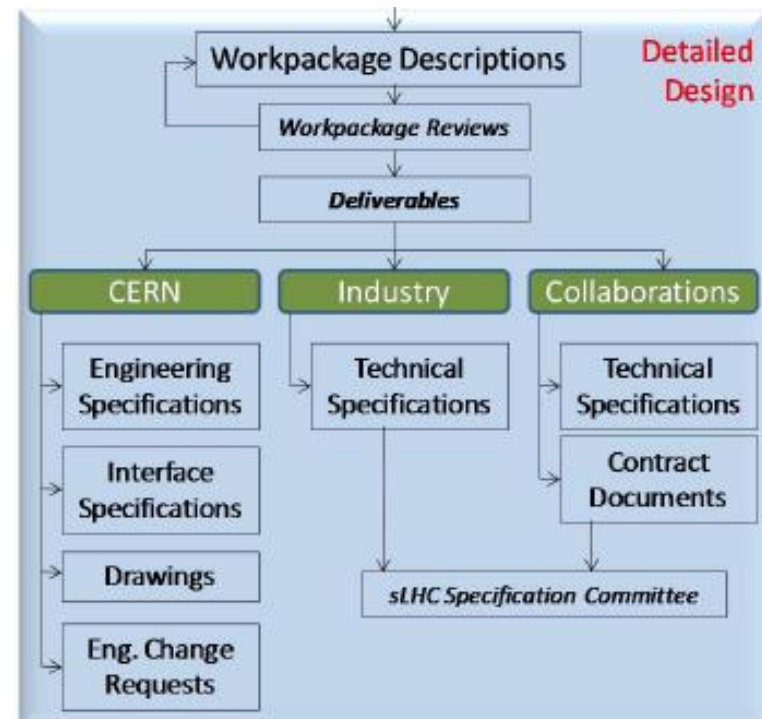 Workpackage Descriptions
Detailed
Design
Workpackage Reviews
Deliverables
CERN
Industry
Collaborations
Engineering
Specifications
Technical
Specifications
Technical
Specifications
Interface
Specifications
Contract
Documents
Drawings
sLHC Specification Committee
Eng. Change
Requests